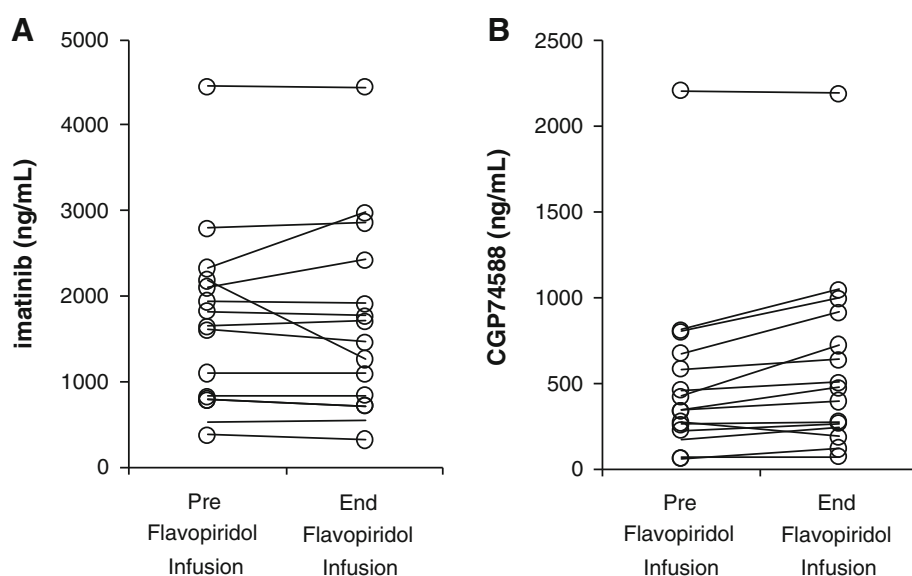 A
imatinib (ng/mL)
5000
4000
3000
2000
1000
0
Pre
Flavopiridol
Infusion
End
Flavopiridol
Infusion
B
CGP74588 (ng/mL)
2500
2000
1500
1000
500
0
Pre
Flavopiridol
Infusion
End
Flavopiridol
Infusion